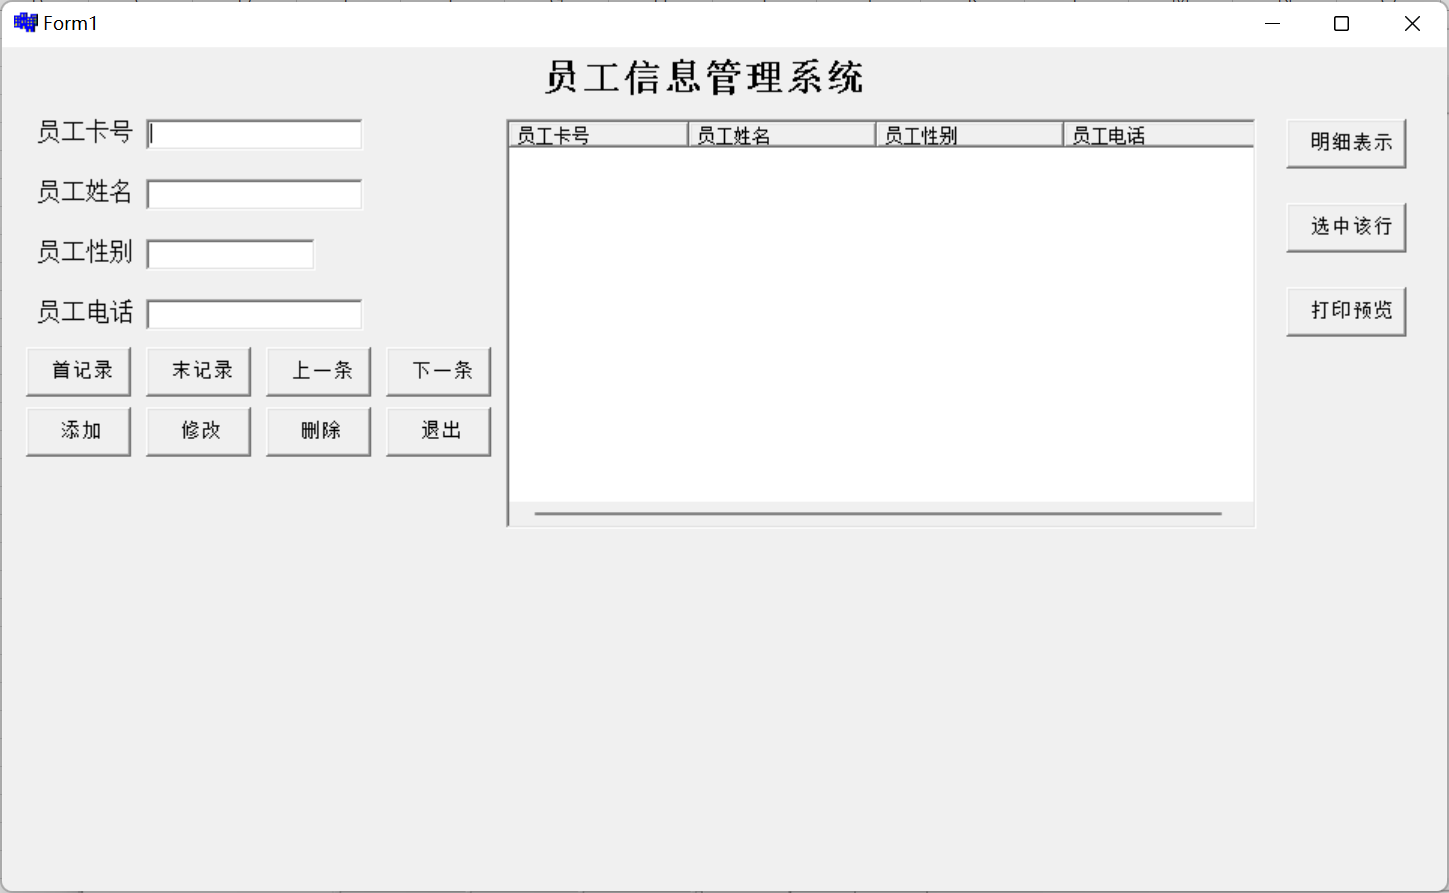 Form1
员工信息管理系统
员工卡号
员工姓名
员工性别
员工电话
首记录 末记录 上一条 下一条
添加 修改 删除 退出
员工卡号 员工姓名 员工性别 员工电话
明细表示
选中该行
打印预览